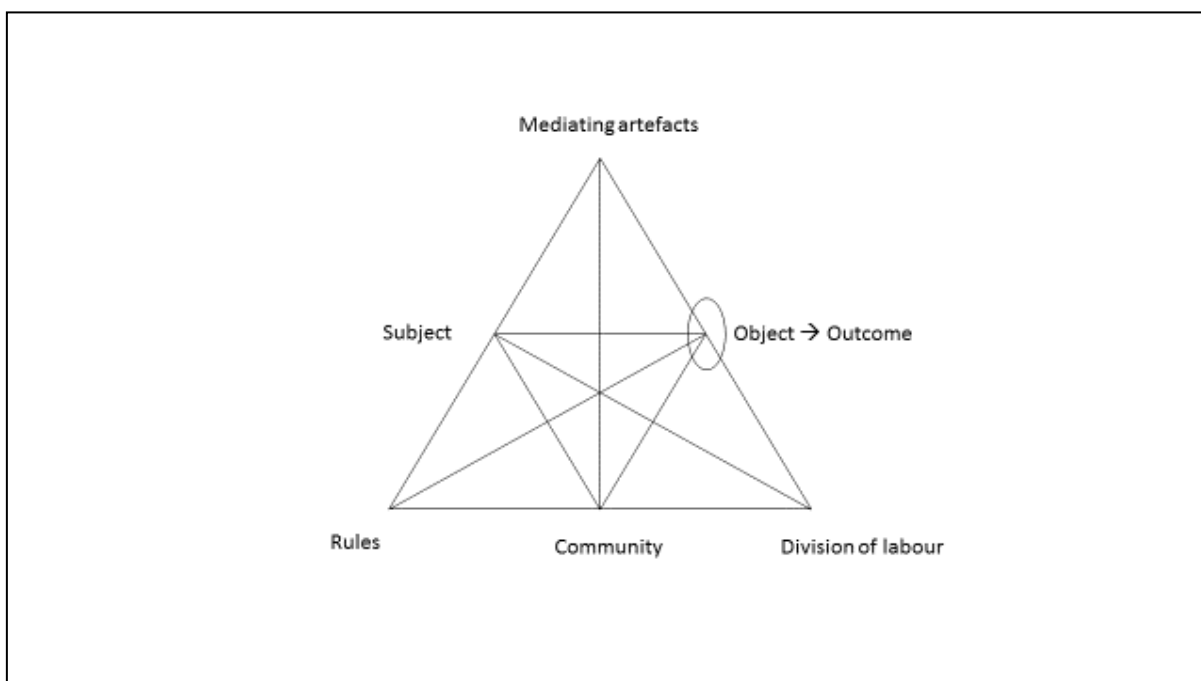 Mediating artefacts
Subject
Object → Outcome
Rules
Community
Division of labour